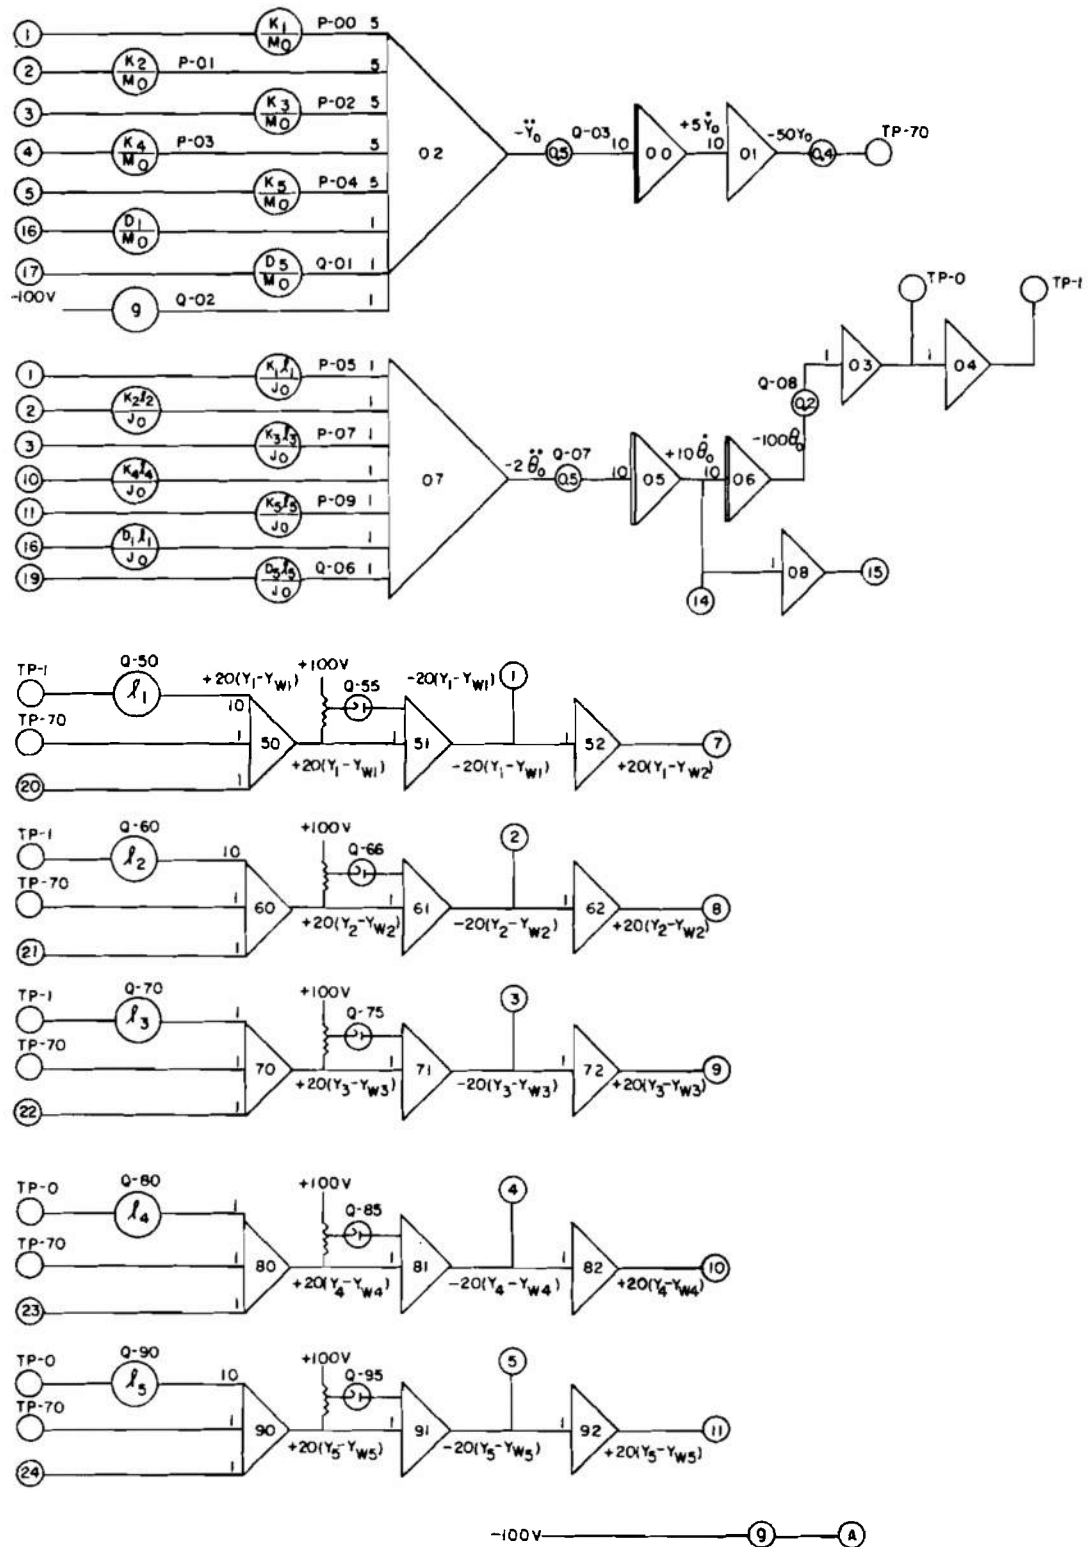 1 K1/M0 P-00 5
2 K2/M0 P-01 5
3 K3/M0 P-02 5
4 K4/M0 P-03 5
5 K5/M0 P-04 5
16 D1/M0 1
17 D5/M0 Q-01 1
-100V g Q-02 1
02 -Ÿ0 0.5 Q-03 10 00 +5Ẏ0 10 01 -50Y0 0.4 TP-70
1 K1ℓ1/J0 P-05 1
2 K2ℓ2/J0 1
3 K3ℓ3/J0 P-07 1
10 K4ℓ4/J0 1
11 K5ℓ5/J0 P-09 1
16 D1ℓ1/J0 1
19 D5ℓ5/J0 Q-06 1
07 -2θ̈0 Q-07 0.5 10 05 +10θ̇0 10 06 -100θ0
Q-08 0.2 1 03 TP-0 1 04 TP-1
14 1 08 15
TP-1 Q-50 ℓ1 +20(Y1-YW1) 10
TP-70 1
20 1
50 +100V Q-55 +20(Y1-YW1) 1 51 -20(Y1-YW1) 1 -20(Y1-YW1) 1 52 +20(Y1-YW2) 7
TP-1 Q-60 ℓ2 10
TP-70 1
21 1
60 +100V Q-66 +20(Y2-YW2) 1 61 2 -20(Y2-YW2) 1 62 +20(Y2-YW2) 8
TP-1 Q-70 ℓ3 1
TP-70 1
22 1
70 +100V Q-75 +20(Y3-YW3) 1 71 3 -20(Y3-YW3) 1 72 +20(Y3-YW3) 9
TP-0 Q-80 ℓ4 1
TP-70 1
23 1
80 +100V Q-85 +20(Y4-YW4) 1 81 4 -20(Y4-YW4) 1 82 +20(Y4-YW4) 10
TP-0 Q-90 ℓ5 10
TP-70 1
24 1
90 +100V Q-95 +20(Y5-YW5) 1 91 5 -20(Y5-YW5) 1 92 +20(Y5-YW5) 11
-100V 9 A